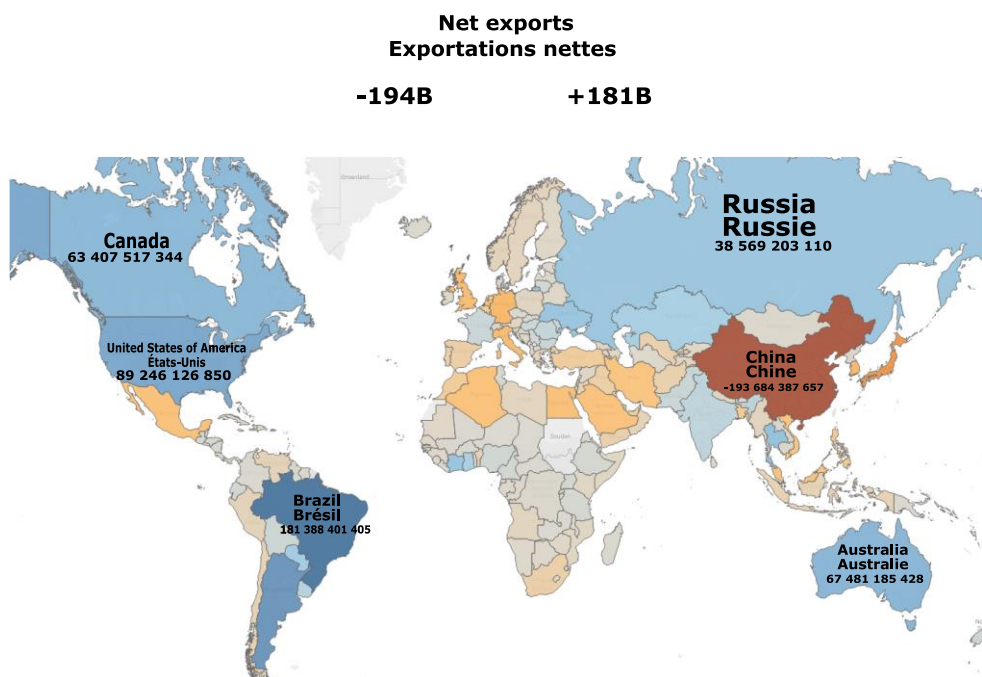 Net exports
Exportations nettes
-194B +181B
Greenland
Russia
Russie
38 569 203 110
Canada
63 407 517 344
United States of America
États-Unis
89 246 126 850
China
Chine
-193 684 387 657
Soudan
Brazil
Brésil
181 388 401 405
Australia
Australie
67 481 185 428